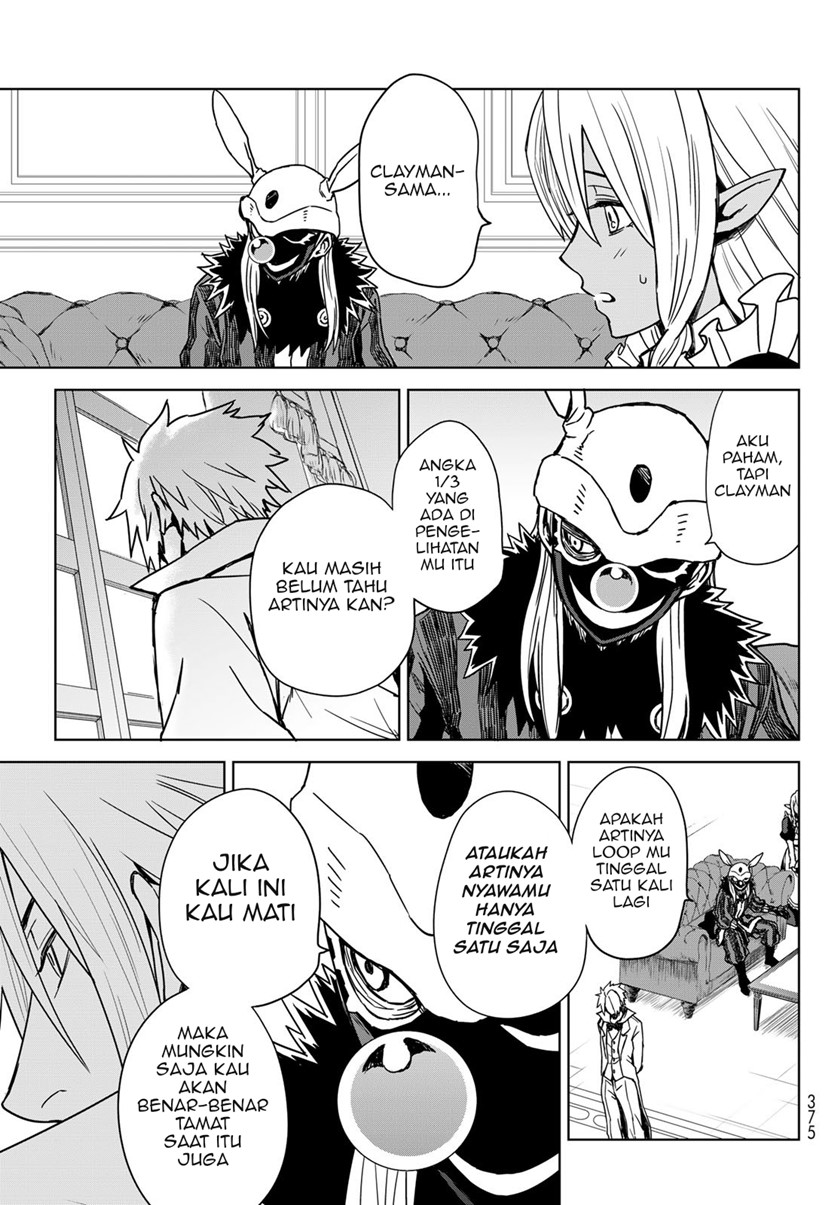 CLAYMAN-
SAMA...
AKU
PAHAM,
TAPI
CLAYMAN
ANGKA
1/3
YANG
ADA DI
PENGE-
LIHATAN
MU ITU
KAU MASIH
BELUM TAHU
ARTINYA KAN?
APAKAH
ARTINYA
LOOP MU
TINGGAL
SATU KALI
LAGI
ATAUKAH
ARTINYA
NYAWAMU
HANYA
TINGGAL
SATU SAJA
JIKA
KALI INI
KAU MATI
MAKA
MUNGKIN
SAJA KAU
AKAN
BENAR-BENAR
TAMAT
SAAT ITU
JUGA
375